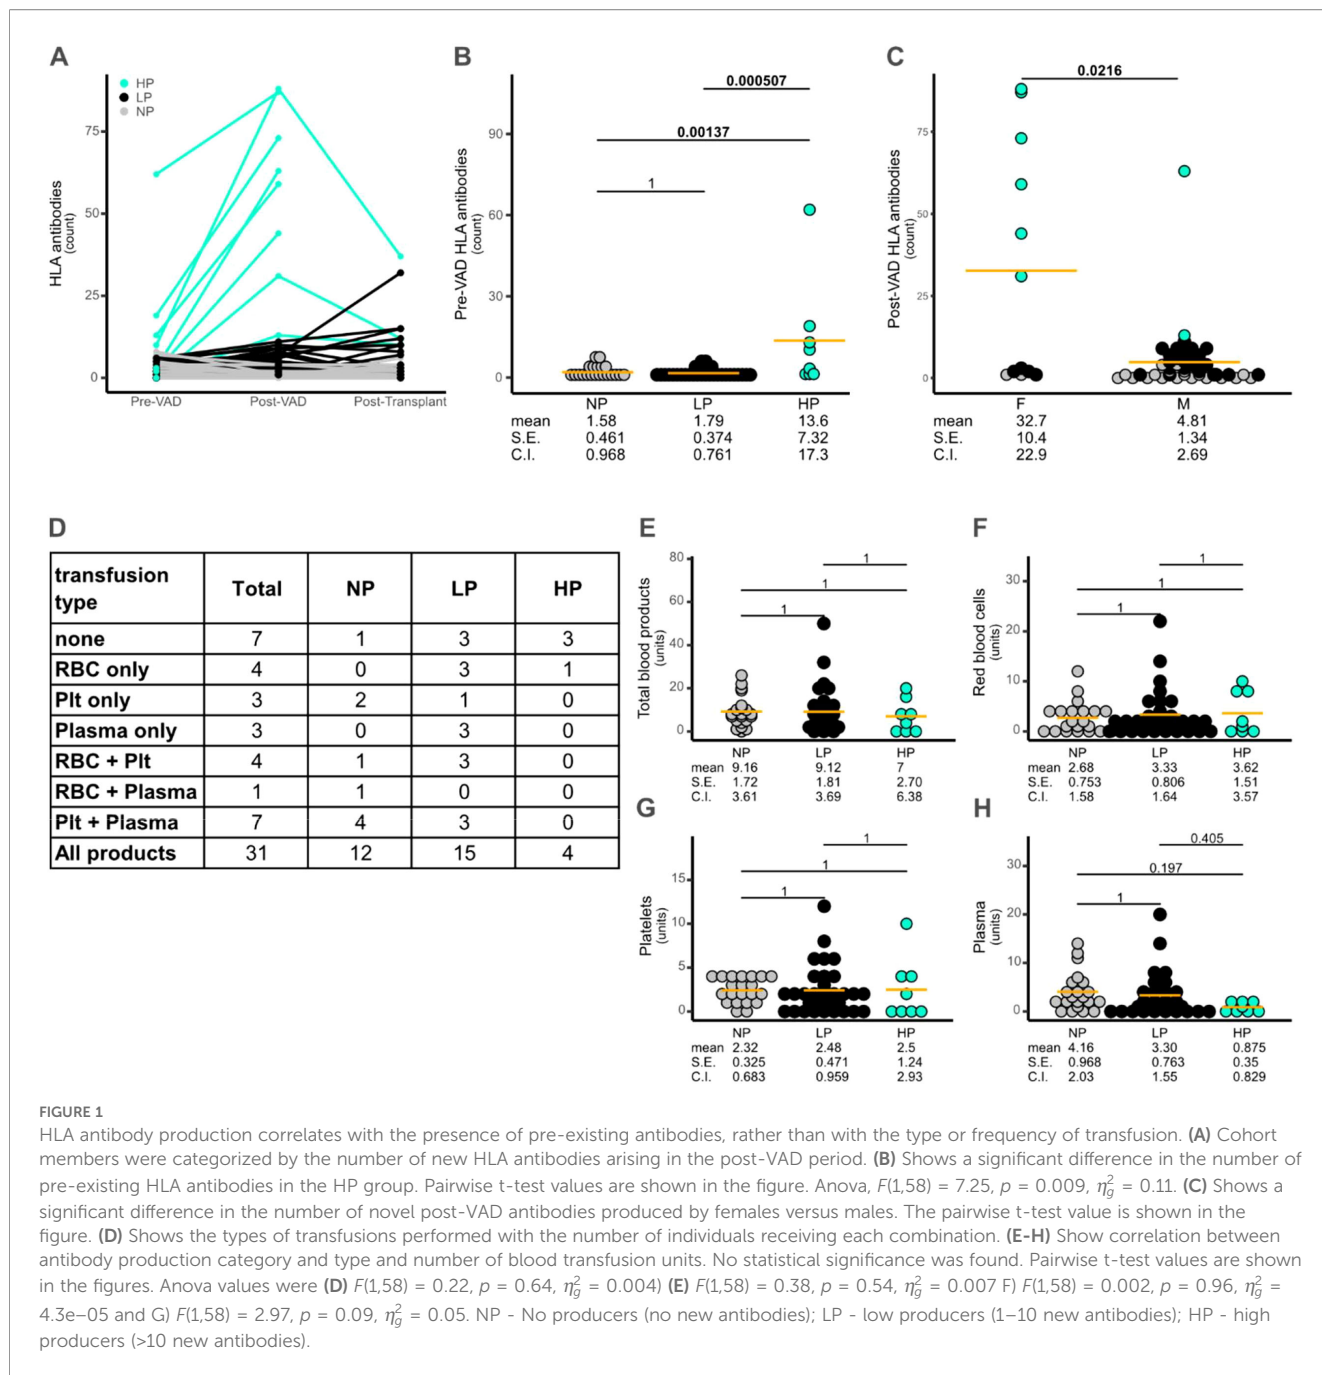 A
HP
LP
NP
HLA antibodies
(count)
75
50
25
0
Pre-VAD Post-VAD Post-Transplant
B
0.000507
0.00137
1
Pre-VAD HLA antibodies
(count)
90
60
30
0
NP LP HP
mean 1.58 1.79 13.6
S.E. 0.461 0.374 7.32
C.I. 0.968 0.761 17.3
C
0.0216
Post-VAD HLA antibodies
(count)
75
50
25
0
F M
mean 32.7 4.81
S.E. 10.4 1.34
C.I. 22.9 2.69
D
transfusion type Total NP LP HP
none 7 1 3 3
RBC only 4 0 3 1
Plt only 3 2 1 0
Plasma only 3 0 3 0
RBC + Plt 4 1 3 0
RBC + Plasma 1 1 0 0
Plt + Plasma 7 4 3 0
All products 31 12 15 4
E
1
1
1
Total blood products
(units)
80
60
40
20
0
NP LP HP
mean 9.16 9.12 7
S.E. 1.72 1.81 2.70
C.I. 3.61 3.69 6.38
F
1
1
1
Red blood cells
(units)
30
20
10
0
NP LP HP
mean 2.68 3.33 3.62
S.E. 0.753 0.806 1.51
C.I. 1.58 1.64 3.57
G
1
1
1
Platelets
(units)
15
10
5
0
NP LP HP
mean 2.32 2.48 2.5
S.E. 0.325 0.471 1.24
C.I. 0.683 0.959 2.93
H
0.405
0.197
1
Plasma
(units)
30
20
10
0
NP LP HP
mean 4.16 3.30 0.875
S.E. 0.968 0.763 0.35
C.I. 2.03 1.55 0.829
FIGURE 1
HLA antibody production correlates with the presence of pre-existing antibodies, rather than with the type or frequency of transfusion. (A) Cohort
members were categorized by the number of new HLA antibodies arising in the post-VAD period. (B) Shows a significant difference in the number of
pre-existing HLA antibodies in the HP group. Pairwise t-test values are shown in the figure. Anova, F(1,58) = 7.25, p = 0.009, η²g = 0.11. (C) Shows a
significant difference in the number of novel post-VAD antibodies produced by females versus males. The pairwise t-test value is shown in the
figure. (D) Shows the types of transfusions performed with the number of individuals receiving each combination. (E-H) Show correlation between
antibody production category and type and number of blood transfusion units. No statistical significance was found. Pairwise t-test values are shown
in the figures. Anova values were (D) F(1,58) = 0.22, p = 0.64, η²g = 0.004) (E) F(1,58) = 0.38, p = 0.54, η²g = 0.007 F) F(1,58) = 0.002, p = 0.96, η²g =
4.3e−05 and G) F(1,58) = 2.97, p = 0.09, η²g = 0.05. NP - No producers (no new antibodies); LP - low producers (1–10 new antibodies); HP - high
producers (>10 new antibodies).